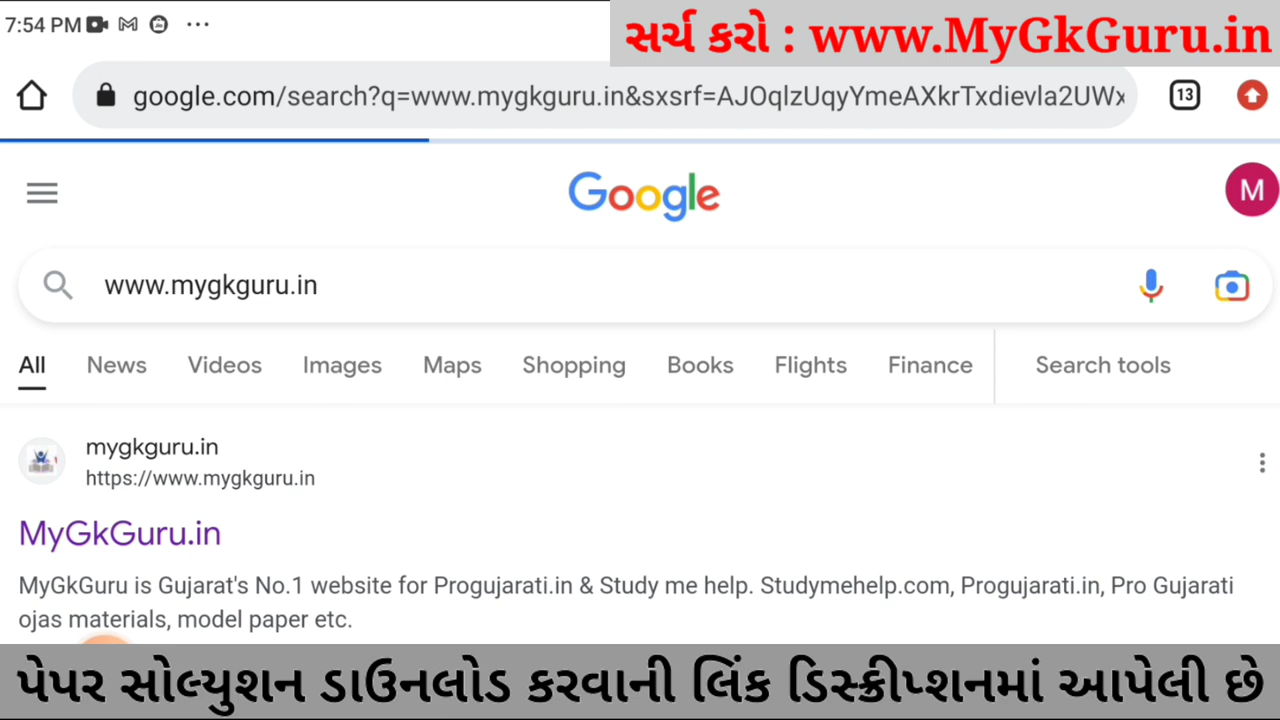 7:54 PM
સર્ચ કરો : www.MyGkGuru.in
google.com/search?q=www.mygkguru.in&sxsrf=AJOqlzUqyYmeAXkrTxdievla2UWx
13
Google
M
www.mygkguru.in
All News Videos Images Maps Shopping Books Flights Finance Search tools
mygkguru.in
https://www.mygkguru.in
MyGkGuru.in
MyGkGuru is Gujarat's No.1 website for Progujarati.in & Study me help. Studymehelp.com, Progujarati.in, Pro Gujarati
ojas materials, model paper etc.
પેપર સોલ્યુશન ડાઉનલોડ કરવાની લિંક ડિસ્ક્રીપ્શનમાં આપેલી છે